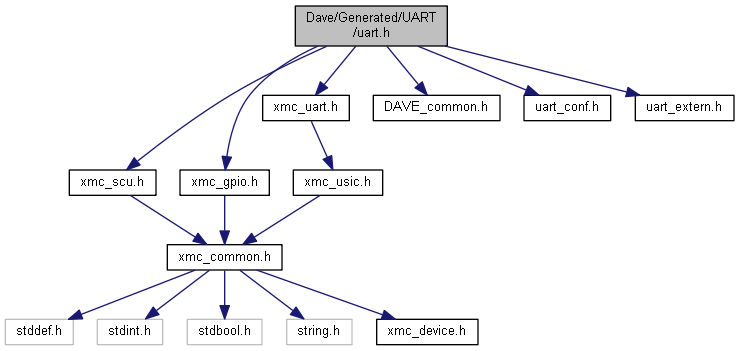 Dave/Generated/UART
/uart.h
xmc_uart.h
DAVE_common.h
uart_conf.h
uart_extern.h
xmc_scu.h
xmc_gpio.h
xmc_usic.h
xmc_common.h
stddef.h
stdint.h
stdbool.h
string.h
xmc_device.h